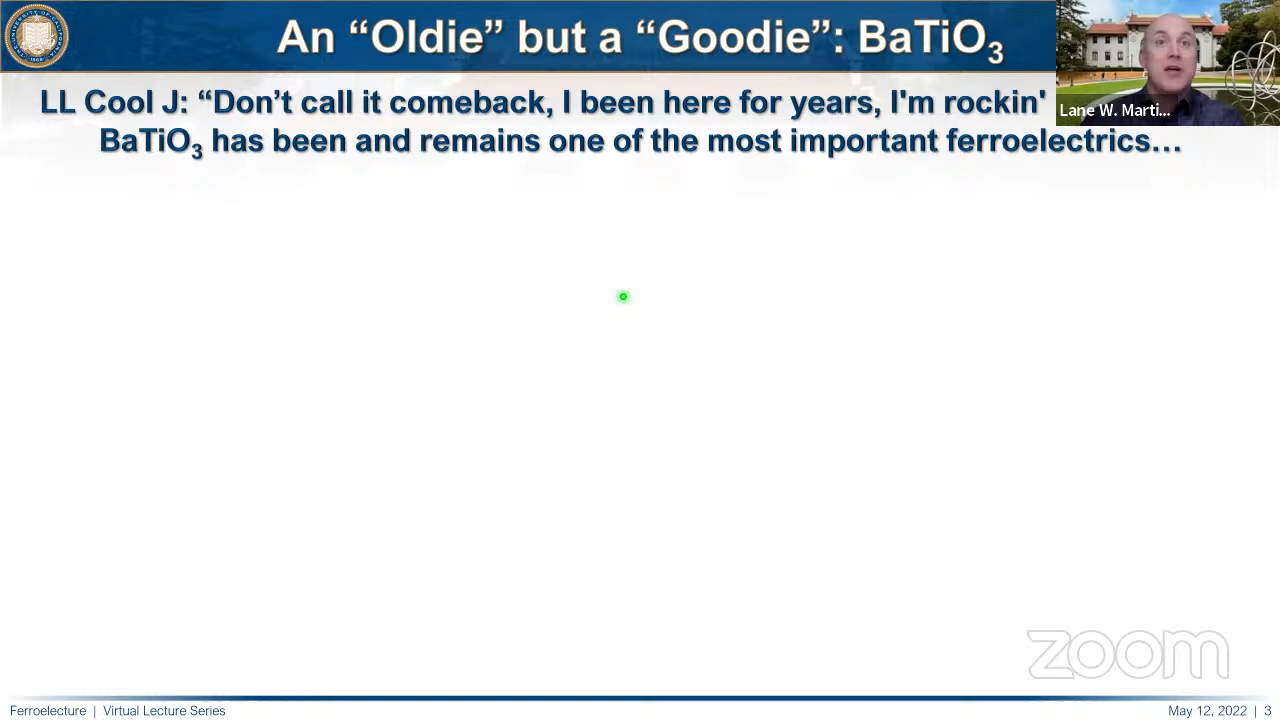 An “Oldie” but a “Goodie”: BaTiO₃
LL Cool J: “Don’t call it comeback, I been here for years, I'm rockin'
BaTiO₃ has been and remains one of the most important ferroelectrics…
Lane W. Marti...
zoom
Ferroelecture | Virtual Lecture Series
May 12, 2022 | 3